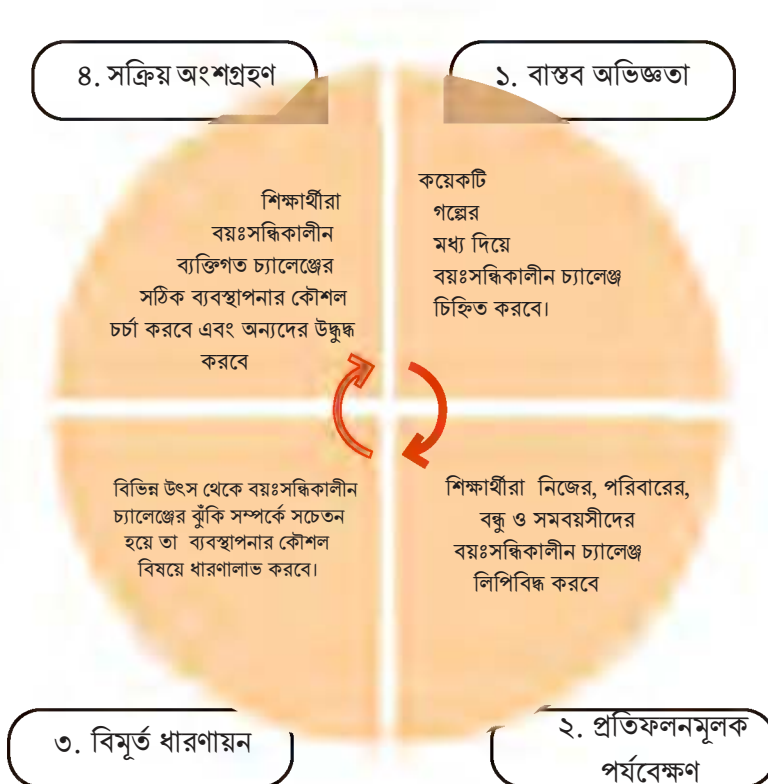 ৪. সক্রিয় অংশগ্রহণ
১. বাস্তব অভিজ্ঞতা
শিক্ষার্থীরা
বয়ঃসন্ধিকালীন
ব্যক্তিগত চ্যালেঞ্জের
সঠিক ব্যবস্থাপনার কৌশল
চর্চা করবে এবং অন্যদের উদ্বুদ্ধ
করবে
কয়েকটি
গল্পের
মধ্য দিয়ে
বয়ঃসন্ধিকালীন চ্যালেঞ্জ
চিহ্নিত করবে।
বিভিন্ন উৎস থেকে বয়ঃসন্ধিকালীন
চ্যালেঞ্জের ঝুঁকি সম্পর্কে সচেতন
হয়ে তা ব্যবস্থাপনার কৌশল
বিষয়ে ধারণালাভ করবে।
শিক্ষার্থীরা নিজের, পরিবারের,
বন্ধু ও সমবয়সীদের
বয়ঃসন্ধিকালীন চ্যালেঞ্জ
লিপিবিদ্ধ করবে
৩. বিমূর্ত ধারণায়ন
২. প্রতিফলনমূলক
পর্যবেক্ষণ